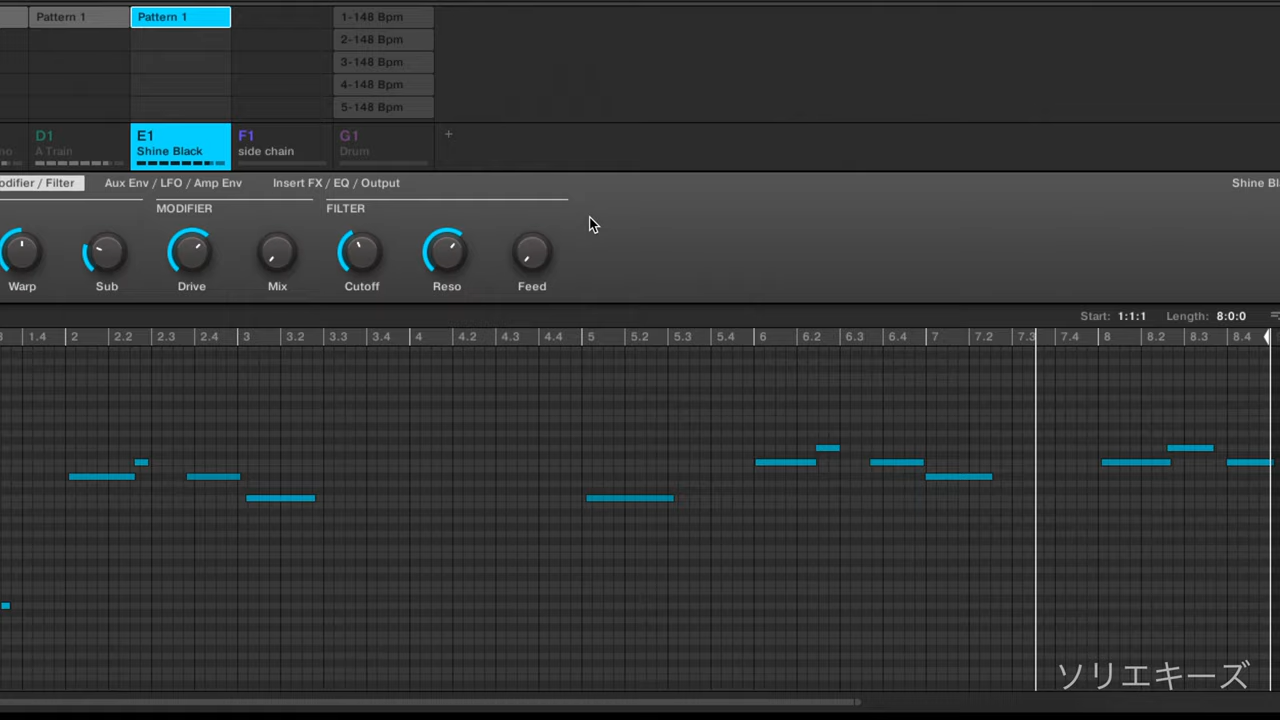 Pattern 1 Pattern 1 1-148 Bpm
2-148 Bpm
3-148 Bpm
4-148 Bpm
5-148 Bpm
D1 E1 F1 G1 +
no A Train Shine Black side chain Drum
odifier / Filter Aux Env / LFO / Amp Env Insert FX / EQ / Output Shine Bl
MODIFIER FILTER
Warp Sub Drive Mix Cutoff Reso Feed
Start: 1:1:1 Length: 8:0:0
1.4 2 2.2 2.3 2.4 3 3.2 3.3 3.4 4 4.2 4.3 4.4 5 5.2 5.3 5.4 6 6.2 6.3 6.4 7 7.2 7.3 7.4 8 8.2 8.3 8.4
ソリエキーズ